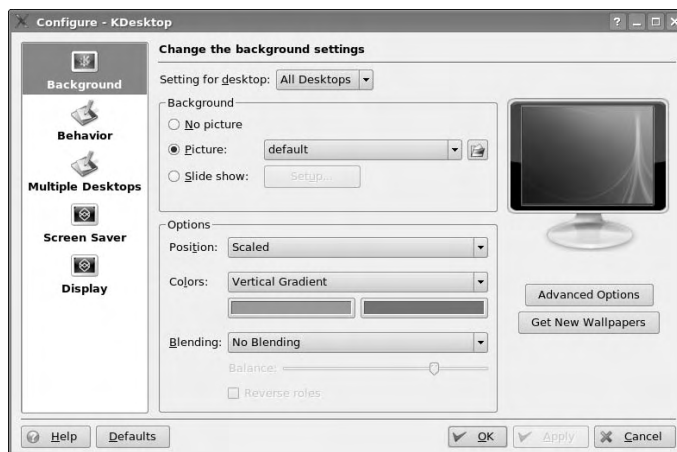 Configure - KDesktop
Background
Behavior
Multiple Desktops
Screen Saver
Display
Change the background settings
Setting for desktop: All Desktops
Background
No picture
Picture: default
Slide show: Setup...
Options
Position: Scaled
Colors: Vertical Gradient
Blending: No Blending
Balance:
Reverse roles
Advanced Options
Get New Wallpapers
Help Defaults OK Apply Cancel